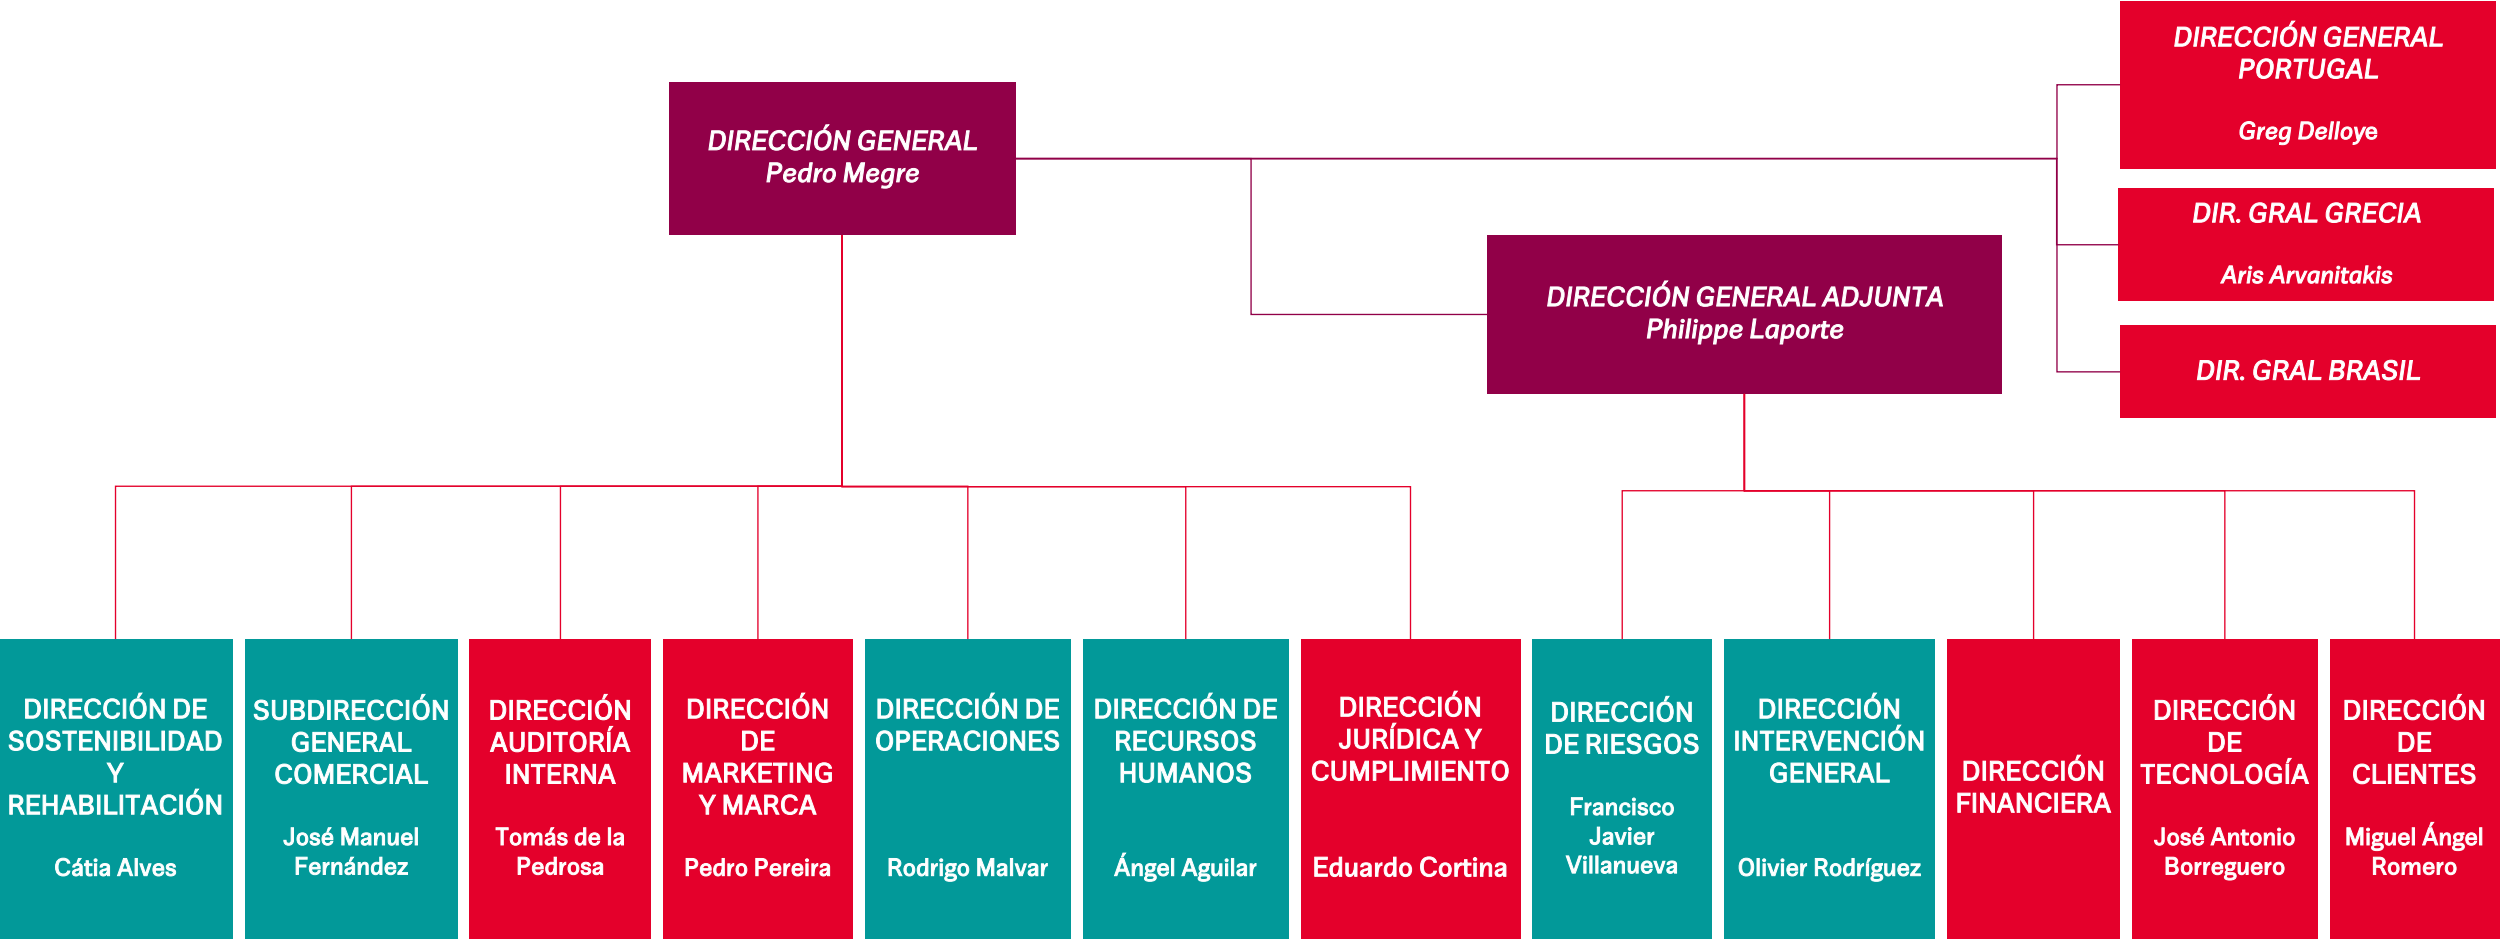 DIRECCIÓN GENERAL
PORTUGAL
Greg Delloye
DIRECCIÓN GENERAL
Pedro Megre
DIR. GRAL GRECIA
Aris Arvanitakis
DIRECCIÓN GENERAL ADJUNTA
Philippe Laporte
DIR. GRAL BRASIL
DIRECCIÓN DE
SOSTENIBILIDAD
Y
REHABILITACIÓN
Cátia Alves
SUBDIRECCIÓN
GENERAL
COMERCIAL
José Manuel
Fernández
DIRECCIÓN
AUDITORÍA
INTERNA
Tomás de la
Pedrosa
DIRECCIÓN
DE
MARKETING
Y MARCA
Pedro Pereira
DIRECCIÓN DE
OPERACIONES
Rodrigo Malvar
DIRECCIÓN DE
RECURSOS
HUMANOS
Ángel Aguilar
DIRECCIÓN
JURÍDICA Y
CUMPLIMIENTO
Eduardo Cortina
DIRECCIÓN
DE RIESGOS
Francisco
Javier
Villanueva
DIRECCIÓN
INTERVENCIÓN
GENERAL
Olivier Rodríguez
DIRECCIÓN
FINANCIERA
DIRECCIÓN
DE
TECNOLOGÍA
José Antonio
Borreguero
DIRECCIÓN
DE
CLIENTES
Miguel Ángel
Romero